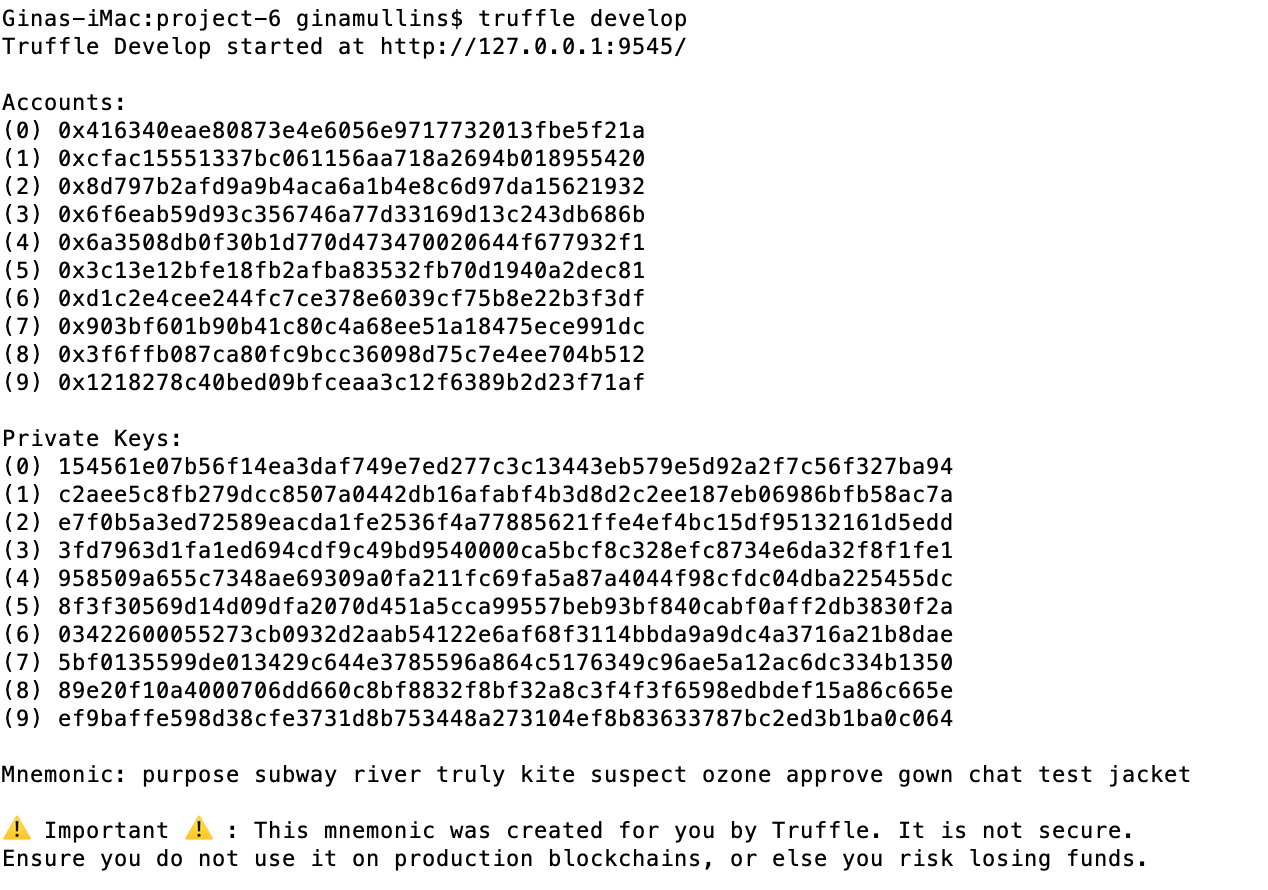 Ginas-iMac:project-6 ginamullins$ truffle develop
Truffle Develop started at http://127.0.0.1:9545/
Accounts:
(0) 0x416340eae80873e4e6056e9717732013fbe5f21a
(1) 0xcfac15551337bc061156aa718a2694b018955420
(2) 0x8d797b2afd9a9b4aca6a1b4e8c6d97da15621932
(3) 0x6f6eab59d93c356746a77d33169d13c243db686b
(4) 0x6a3508db0f30b1d770d473470020644f677932f1
(5) 0x3c13e12bfe18fb2afba83532fb70d1940a2dec81
(6) 0xd1c2e4cee244fc7ce378e6039cf75b8e22b3f3df
(7) 0x903bf601b90b41c80c4a68ee51a18475ece991dc
(8) 0x3f6ffb087ca80fc9bcc36098d75c7e4ee704b512
(9) 0x1218278c40bed09bfceaa3c12f6389b2d23f71af
Private Keys:
(0) 154561e07b56f14ea3daf749e7ed277c3c13443eb579e5d92a2f7c56f327ba94
(1) c2aee5c8fb279dcc8507a0442db16afabf4b3d8d2c2ee187eb06986bfb58ac7a
(2) e7f0b5a3ed72589eacda1fe2536f4a77885621ffe4ef4bc15df95132161d5edd
(3) 3fd7963d1fa1ed694cdf9c49bd9540000ca5bcf8c328efc8734e6da32f8f1fe1
(4) 958509a655c7348ae69309a0fa211fc69fa5a87a4044f98cfdc04dba225455dc
(5) 8f3f30569d14d09dfa2070d451a5cca99557beb93bf840cabf0aff2db3830f2a
(6) 03422600055273cb0932d2aab54122e6af68f3114bbda9a9dc4a3716a21b8dae
(7) 5bf0135599de013429c644e3785596a864c5176349c96ae5a12ac6dc334b1350
(8) 89e20f10a4000706dd660c8bf8832f8bf32a8c3f4f3f6598edbdef15a86c665e
(9) ef9baffe598d38cfe3731d8b753448a273104ef8b83633787bc2ed3b1ba0c064
Mnemonic: purpose subway river truly kite suspect ozone approve gown chat test jacket
⚠️ Important ⚠️ : This mnemonic was created for you by Truffle. It is not secure.
Ensure you do not use it on production blockchains, or else you risk losing funds.